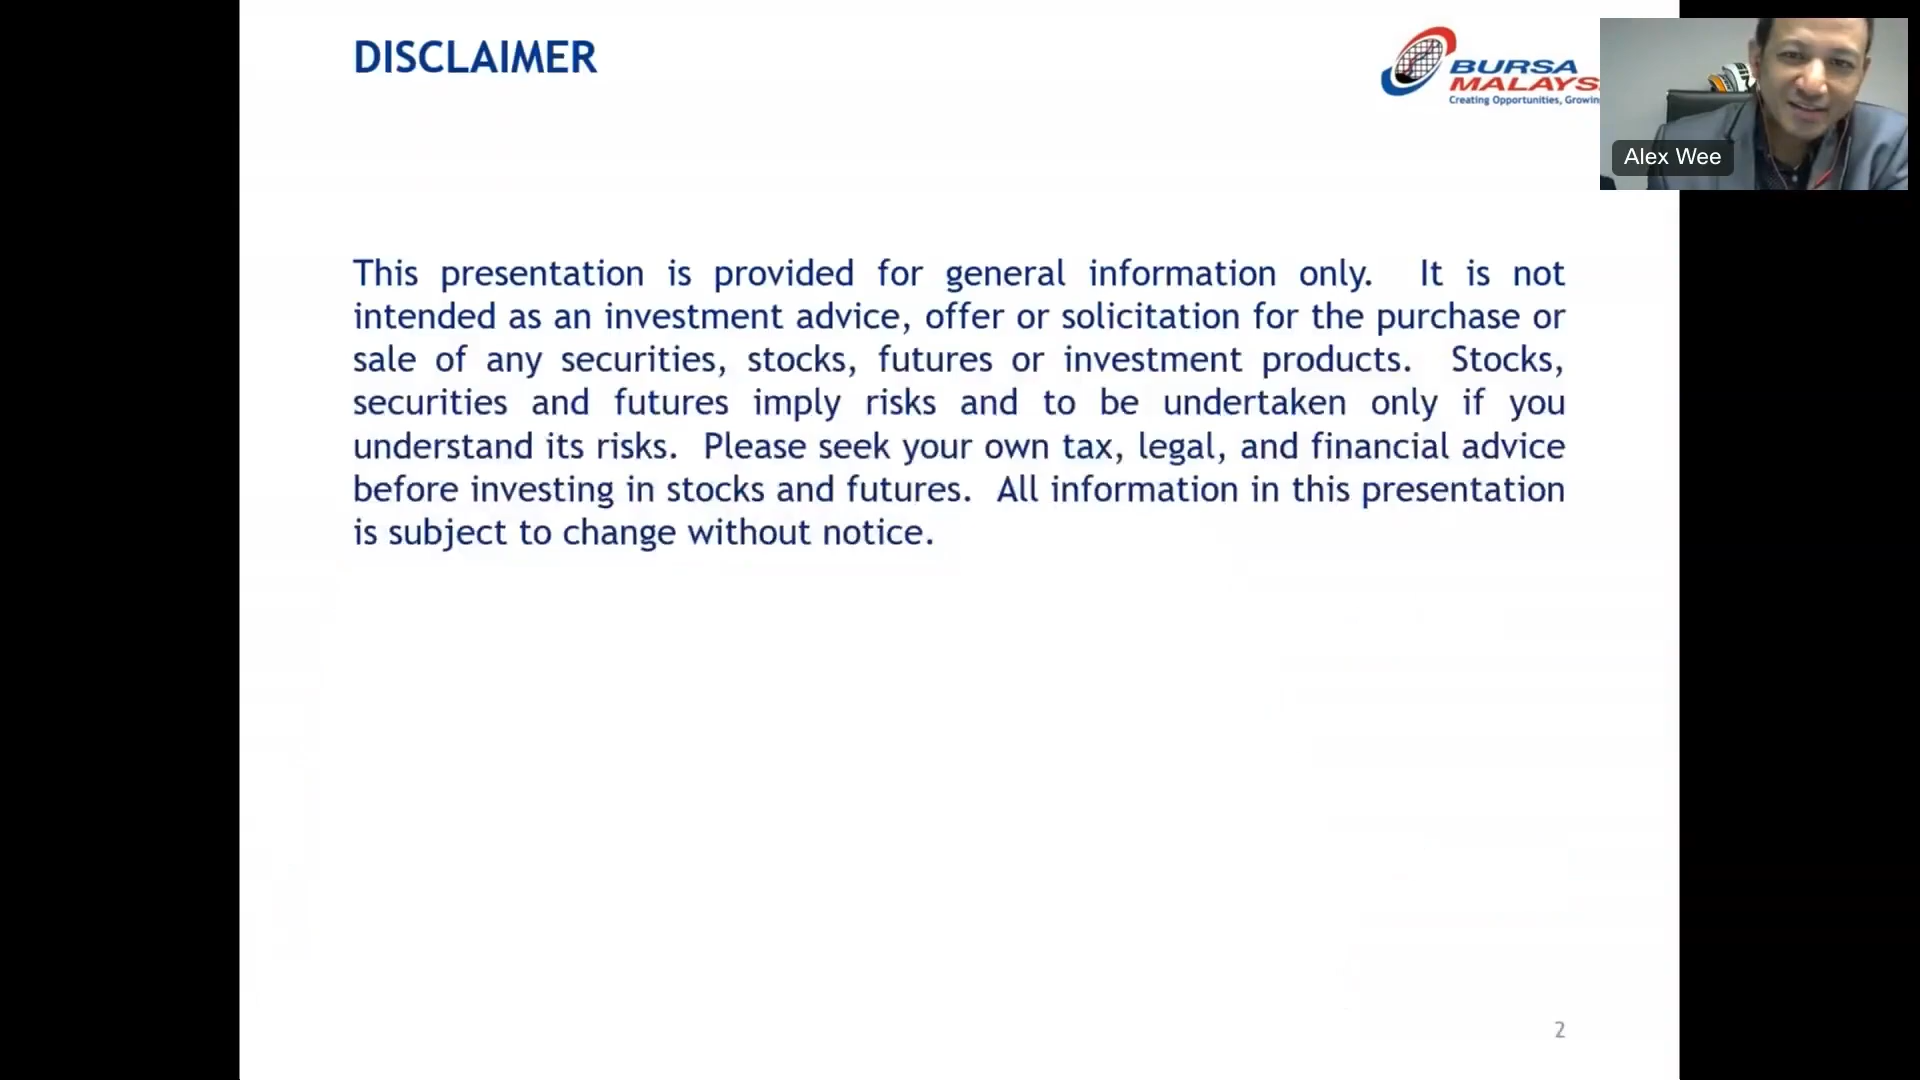 DISCLAIMER
BURSA
MALAYS
Creating Opportunities, Growin
Alex Wee
This presentation is provided for general information only. It is not
intended as an investment advice, offer or solicitation for the purchase or
sale of any securities, stocks, futures or investment products. Stocks,
securities and futures imply risks and to be undertaken only if you
understand its risks. Please seek your own tax, legal, and financial advice
before investing in stocks and futures. All information in this presentation
is subject to change without notice.
2